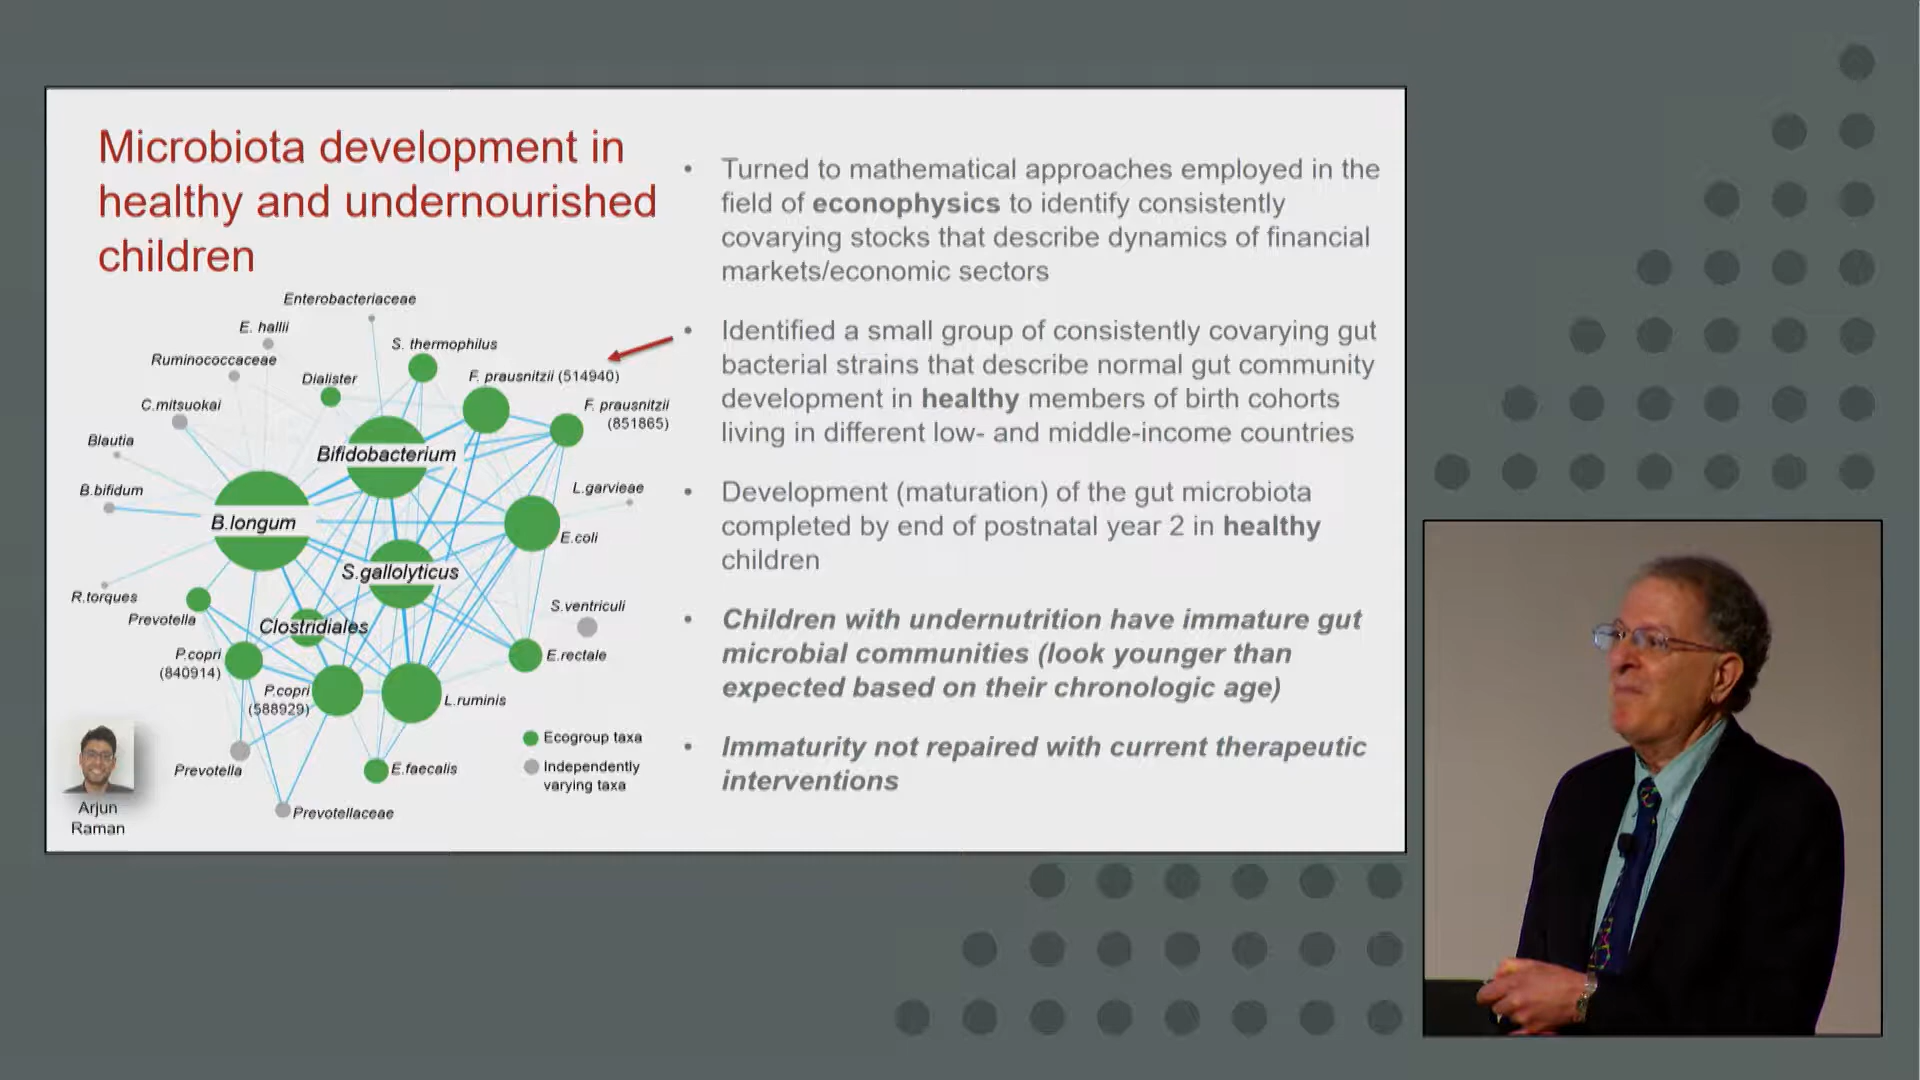 Microbiota development in
healthy and undernourished
children
Enterobacteriaceae
E. hallii
S. thermophilus
Ruminococcaceae
Dialister
F. prausnitzii (514940)
C.mitsuokai
F. prausnitzii
(851865)
Blautia
Bifidobacterium
B.bifidum
L.garvieae
B.longum
E.coli
S.gallolyticus
R.torques
S.ventriculi
Prevotella
Clostridiales
P.copri
(840914)
E.rectale
P.copri
(588929)
L.ruminis
Ecogroup taxa
Independently
varying taxa
Prevotella
E.faecalis
Prevotellaceae
Arjun
Raman
• Turned to mathematical approaches employed in the
field of econophysics to identify consistently
covarying stocks that describe dynamics of financial
markets/economic sectors
• Identified a small group of consistently covarying gut
bacterial strains that describe normal gut community
development in healthy members of birth cohorts
living in different low- and middle-income countries
• Development (maturation) of the gut microbiota
completed by end of postnatal year 2 in healthy
children
• Children with undernutrition have immature gut
microbial communities (look younger than
expected based on their chronologic age)
• Immaturity not repaired with current therapeutic
interventions